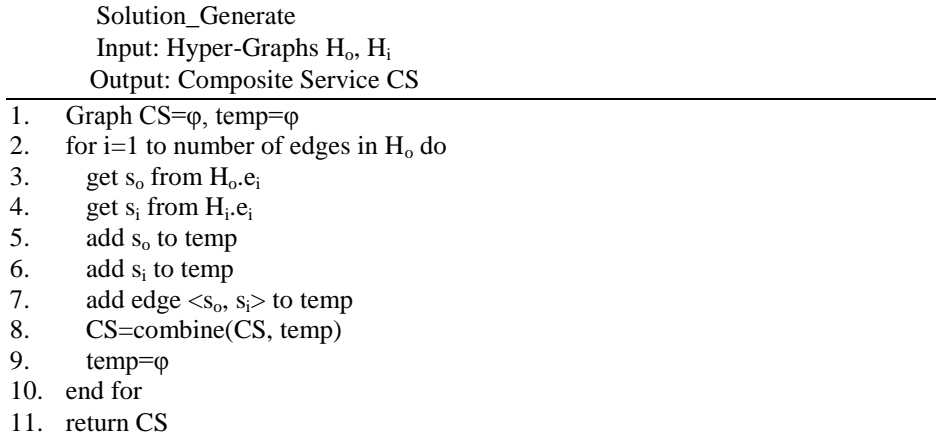 Solution_Generate
Input: Hyper-Graphs Hₒ, Hᵢ
Output: Composite Service CS
1. Graph CS=φ, temp=φ
2. for i=1 to number of edges in Hₒ do
3. get sₒ from Hₒ.eᵢ
4. get sᵢ from Hᵢ.eᵢ
5. add sₒ to temp
6. add sᵢ to temp
7. add edge <sₒ, sᵢ> to temp
8. CS=combine(CS, temp)
9. temp=φ
10. end for
11. return CS